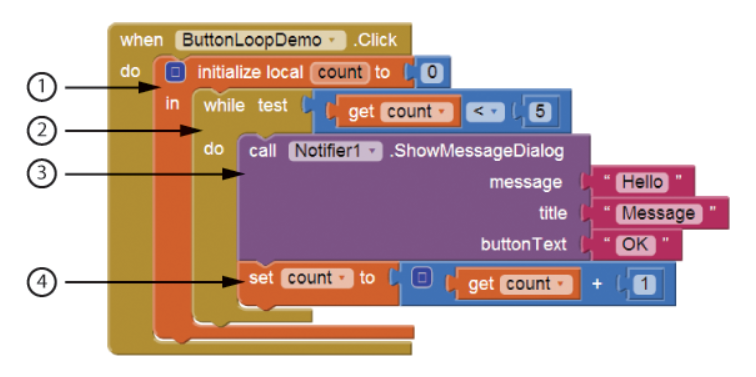 when ButtonLoopDemo .Click
do initialize local count to 0
1
in while test get count < 5
2
do call Notifier1 .ShowMessageDialog
3
message " Hello "
title " Message "
buttonText " OK "
4
set count to get count + 1